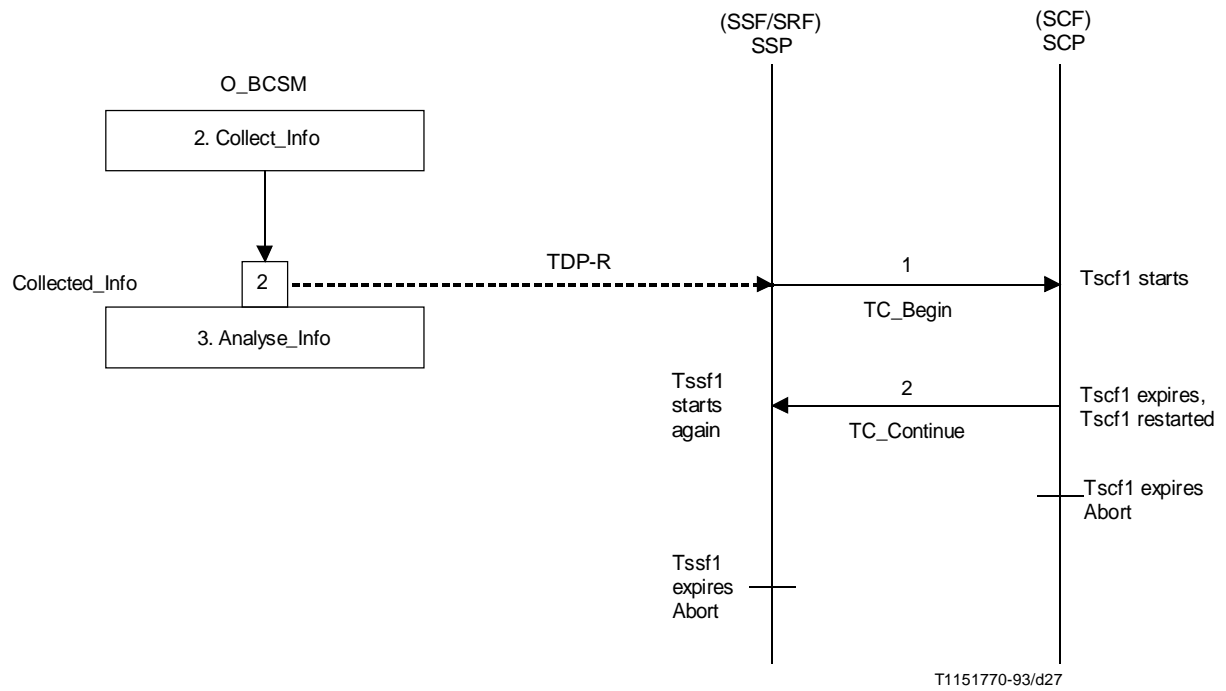 (SSF/SRF)
SSP
(SCF)
SCP
O_BCSM
2. Collect_Info
Collected_Info
2
TDP-R
1
TC_Begin
Tscf1 starts
3. Analyse_Info
Tssf1
starts
again
2
TC_Continue
Tscf1 expires,
Tscf1 restarted
Tscf1 expires
Abort
Tssf1
expires
Abort
T1151770-93/d27